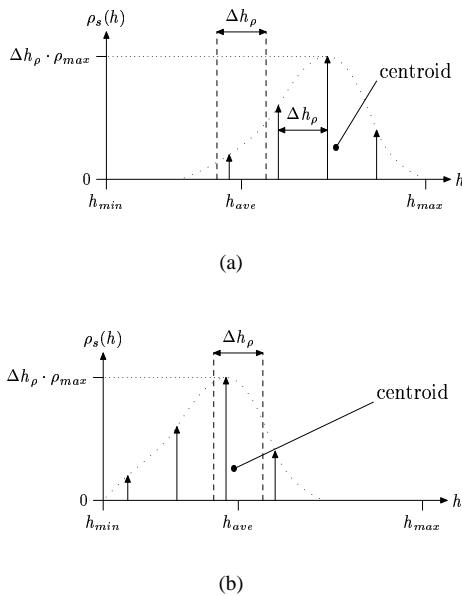 ρₛ(h)
Δhᵨ
Δhᵨ · ρₘₐₓ
centroid
Δhᵨ
0
h
hₘᵢₙ
hₐᵥₑ
hₘₐₓ
(a)
ρₛ(h)
Δhᵨ
Δhᵨ · ρₘₐₓ
centroid
0
h
hₘᵢₙ
hₐᵥₑ
hₘₐₓ
(b)